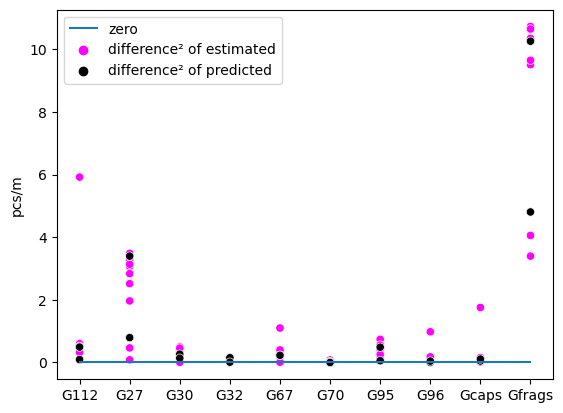 zero
difference² of estimated
difference² of predicted
pcs/m
10
8
6
4
2
0
G112 G27 G30 G32 G67 G70 G95 G96 Gcaps Gfrags